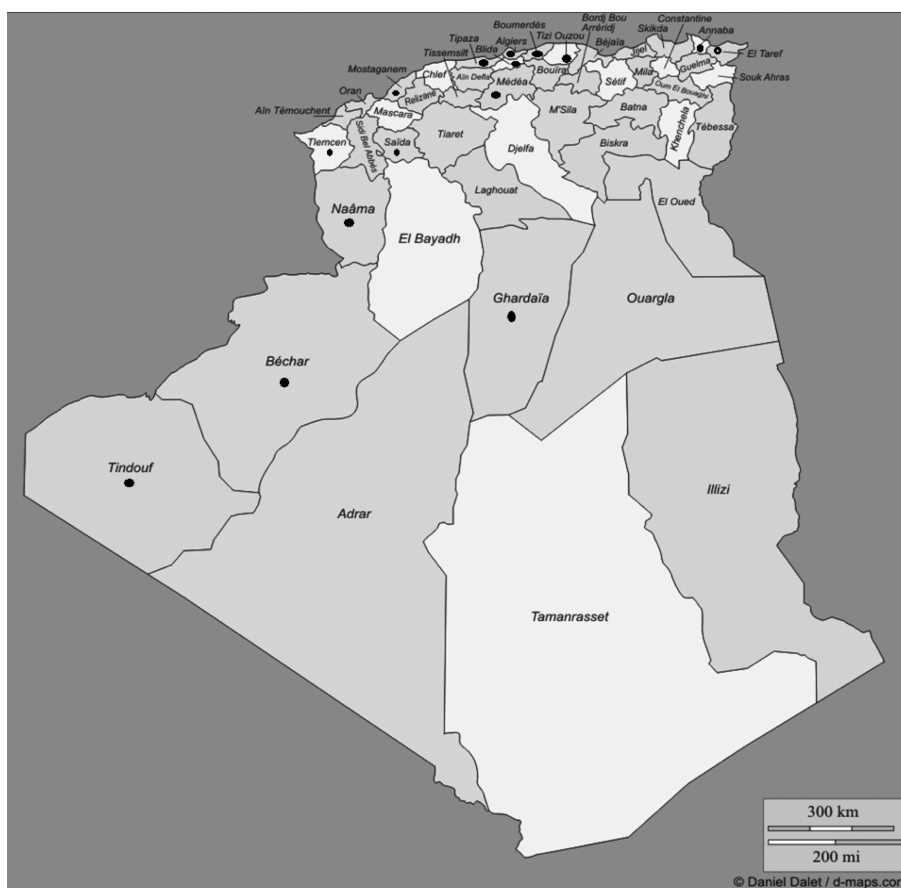 Bordj Bou
Arréridj
Constantine
Boumerdés
Skikda
Annaba
Algiers
Tizi Ouzou
Tipaza
Béjaïa
Jijel
El Taref
Blida
Tissemsilt
Bouïra
Mila
Guelma
Mostaganem
Chlef
Aïn Defla
Médéa
Sétif
Souk Ahras
Oum El Bouaghi
Oran
Relizane
Aïn Témouchent
Mascara
M'Sila
Batna
Khenchela
Tébessa
Tlemcen
Sidi Bel Abbès
Saïda
Tiaret
Djelfa
Biskra
Laghouat
El Oued
Naâma
El Bayadh
Ghardaïa
Ouargla
Béchar
Tindouf
Adrar
Illizi
Tamanrasset
300 km
200 mi
© Daniel Dalet / d-maps.com